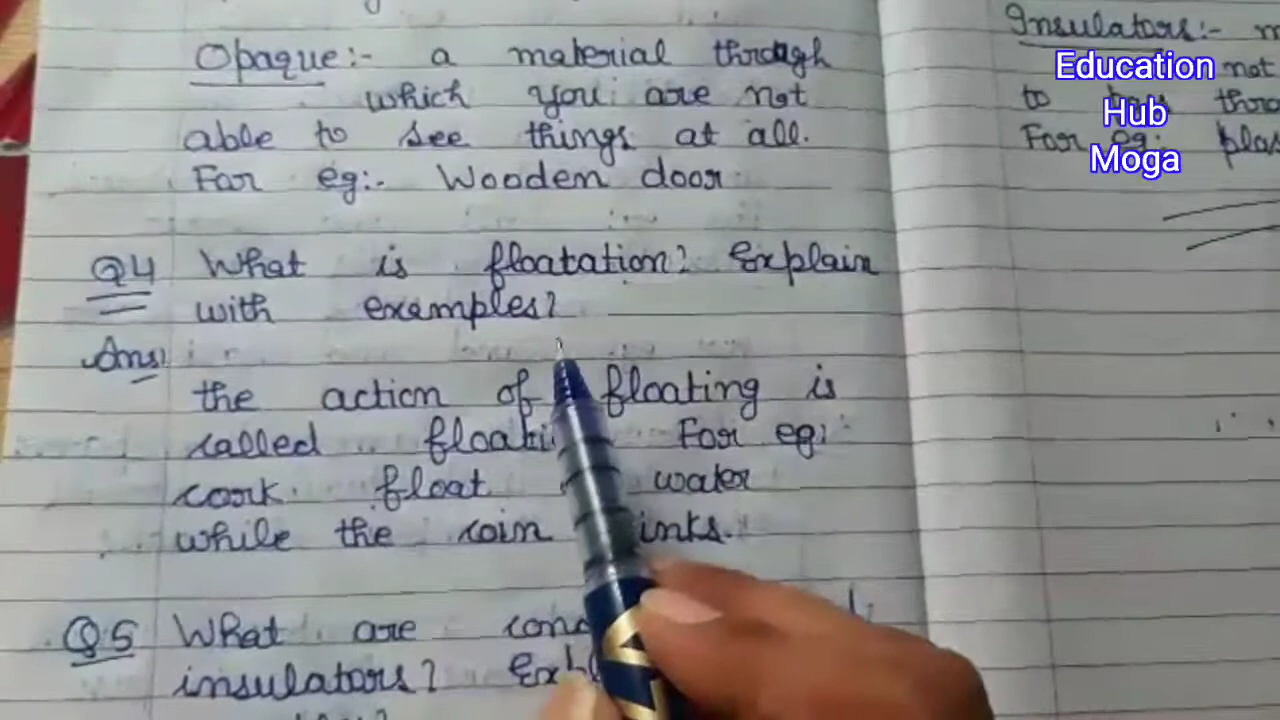 Opaque:- a material through
which you are not
able to see things at all.
For eg:- Wooden door
Q4 What is floatation? Explain
with examples?
Ans:
the action of floating is
called For eg:
cork float water
while the coin
Q5 What are
insulators?
Insulators:-
not
to
For eg:
Education
Hub
Moga